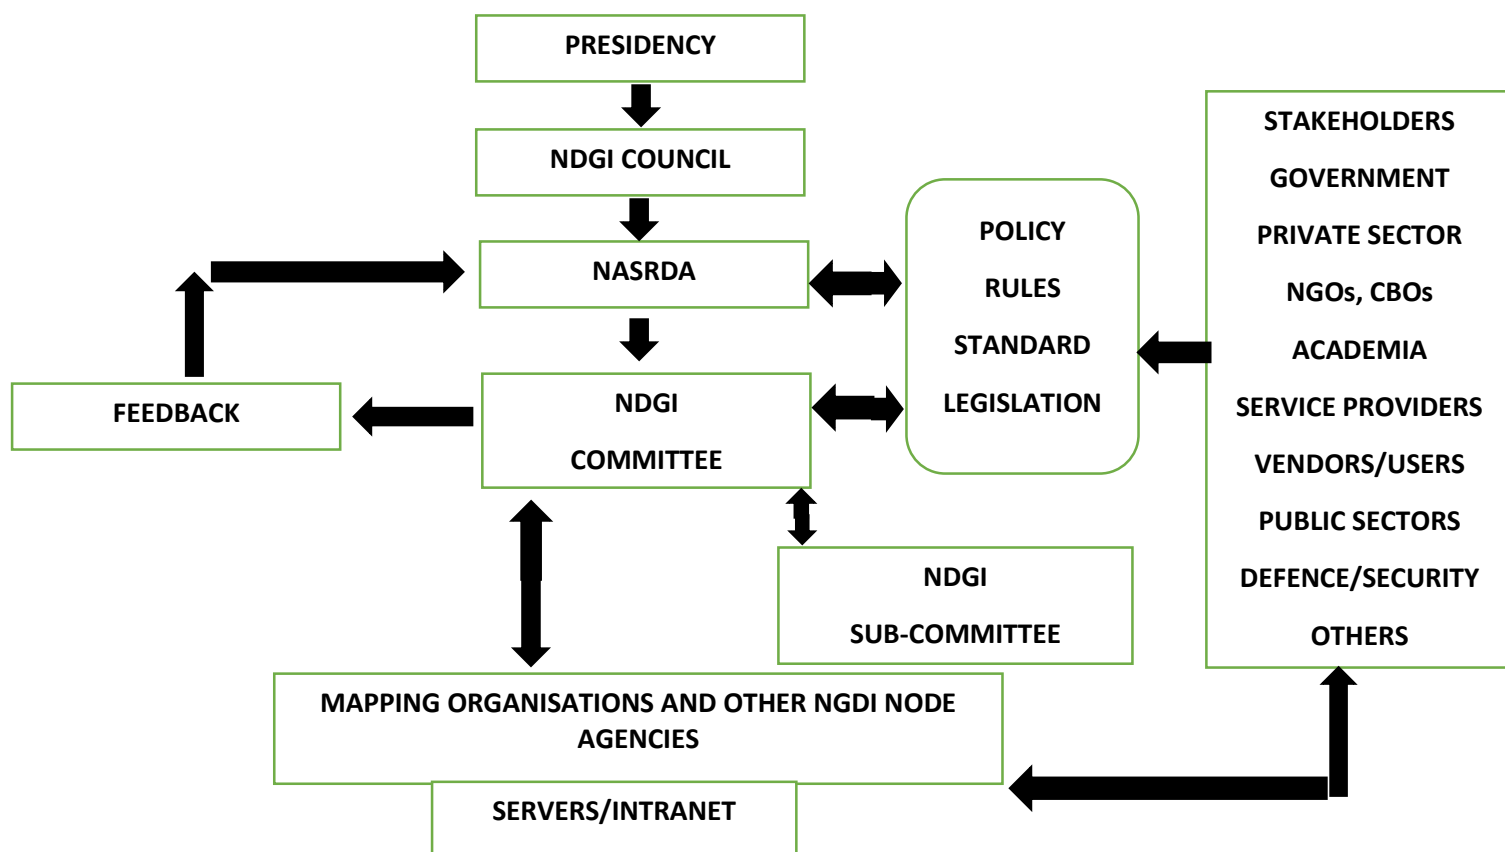 PRESIDENCY
NDGI COUNCIL
NASRDA
NDGI
COMMITTEE
FEEDBACK
POLICY
RULES
STANDARD
LEGISLATION
STAKEHOLDERS
GOVERNMENT
PRIVATE SECTOR
NGOs, CBOs
ACADEMIA
SERVICE PROVIDERS
VENDORS/USERS
PUBLIC SECTORS
DEFENCE/SECURITY
OTHERS
NDGI
SUB-COMMITTEE
MAPPING ORGANISATIONS AND OTHER NGDI NODE
AGENCIES
SERVERS/INTRANET